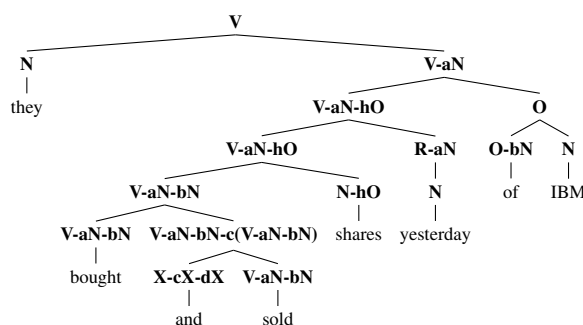 V
N V-aN
they V-aN-hO O
V-aN-hO R-aN O-bN N
V-aN-bN N-hO N of IBM
V-aN-bN V-aN-bN-c(V-aN-bN) shares yesterday
bought X-cX-dX V-aN-bN
and sold